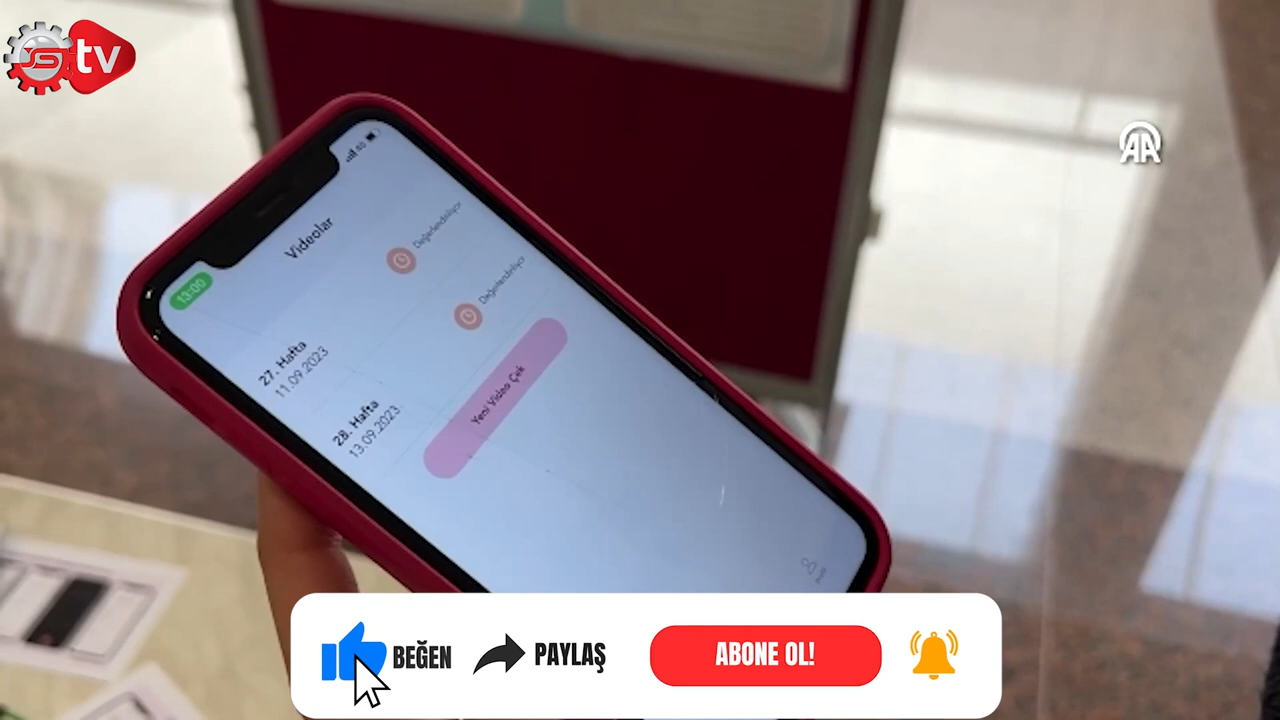 JS tv
AA
13:00
Videolar
27. Hafta
11.09.2023
Değerlendiriliyor
28. Hafta
13.09.2023
Değerlendiriliyor
Yeni Video Çek
BEĞEN
PAYLAŞ
ABONE OL!